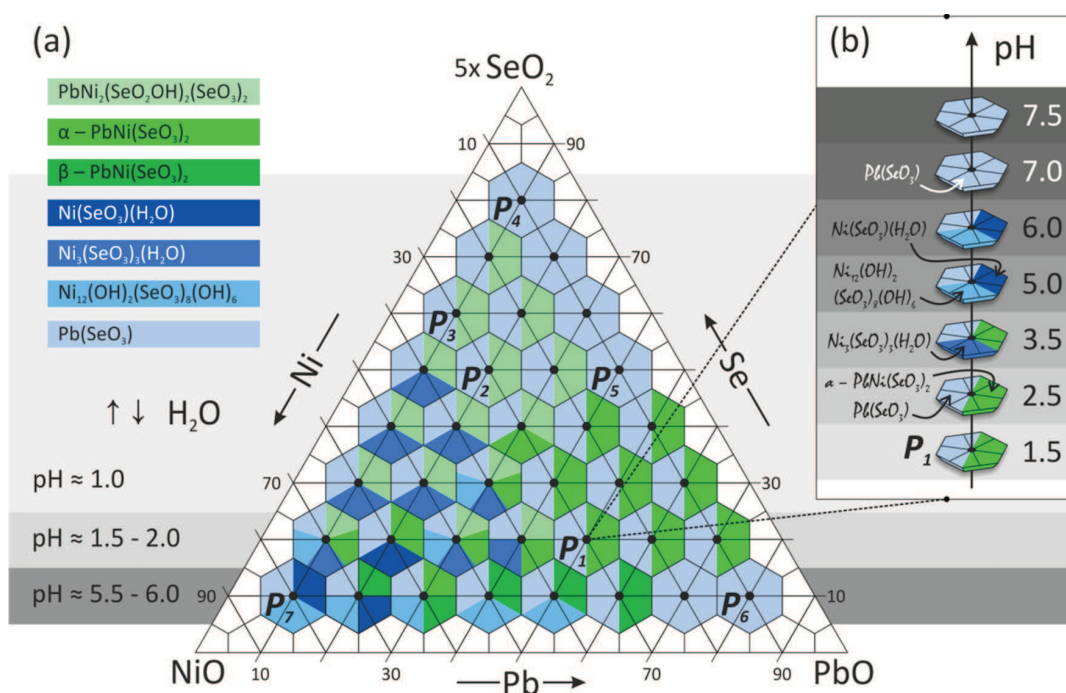 (a)
PbNi₂(SeO₂OH)₂(SeO₃)₂
α – PbNi(SeO₃)₂
β – PbNi(SeO₃)₂
Ni(SeO₃)(H₂O)
Ni₃(SeO₃)₃(H₂O)
Ni₁₂(OH)₂(SeO₃)₈(OH)₆
Pb(SeO₃)
↑ ↓ H₂O
pH ≈ 1.0
pH ≈ 1.5 - 2.0
pH ≈ 5.5 - 6.0
5x SeO₂
10
90
P₄
30
70
P₃
Ni
Se
P₂
P₅
70
30
P₁
90
P₇
P₆
10
NiO
10
30
Pb
70
90
PbO
(b)
pH
7.5
Pb(SeO₃)
7.0
Ni(SeO₃)(H₂O)
6.0
Ni₁₂(OH)₂
(SeO₃)₈(OH)₆
5.0
Ni₃(SeO₃)₃(H₂O)
3.5
α – PbNi(SeO₃)₂
Pb(SeO₃)
2.5
P₁
1.5